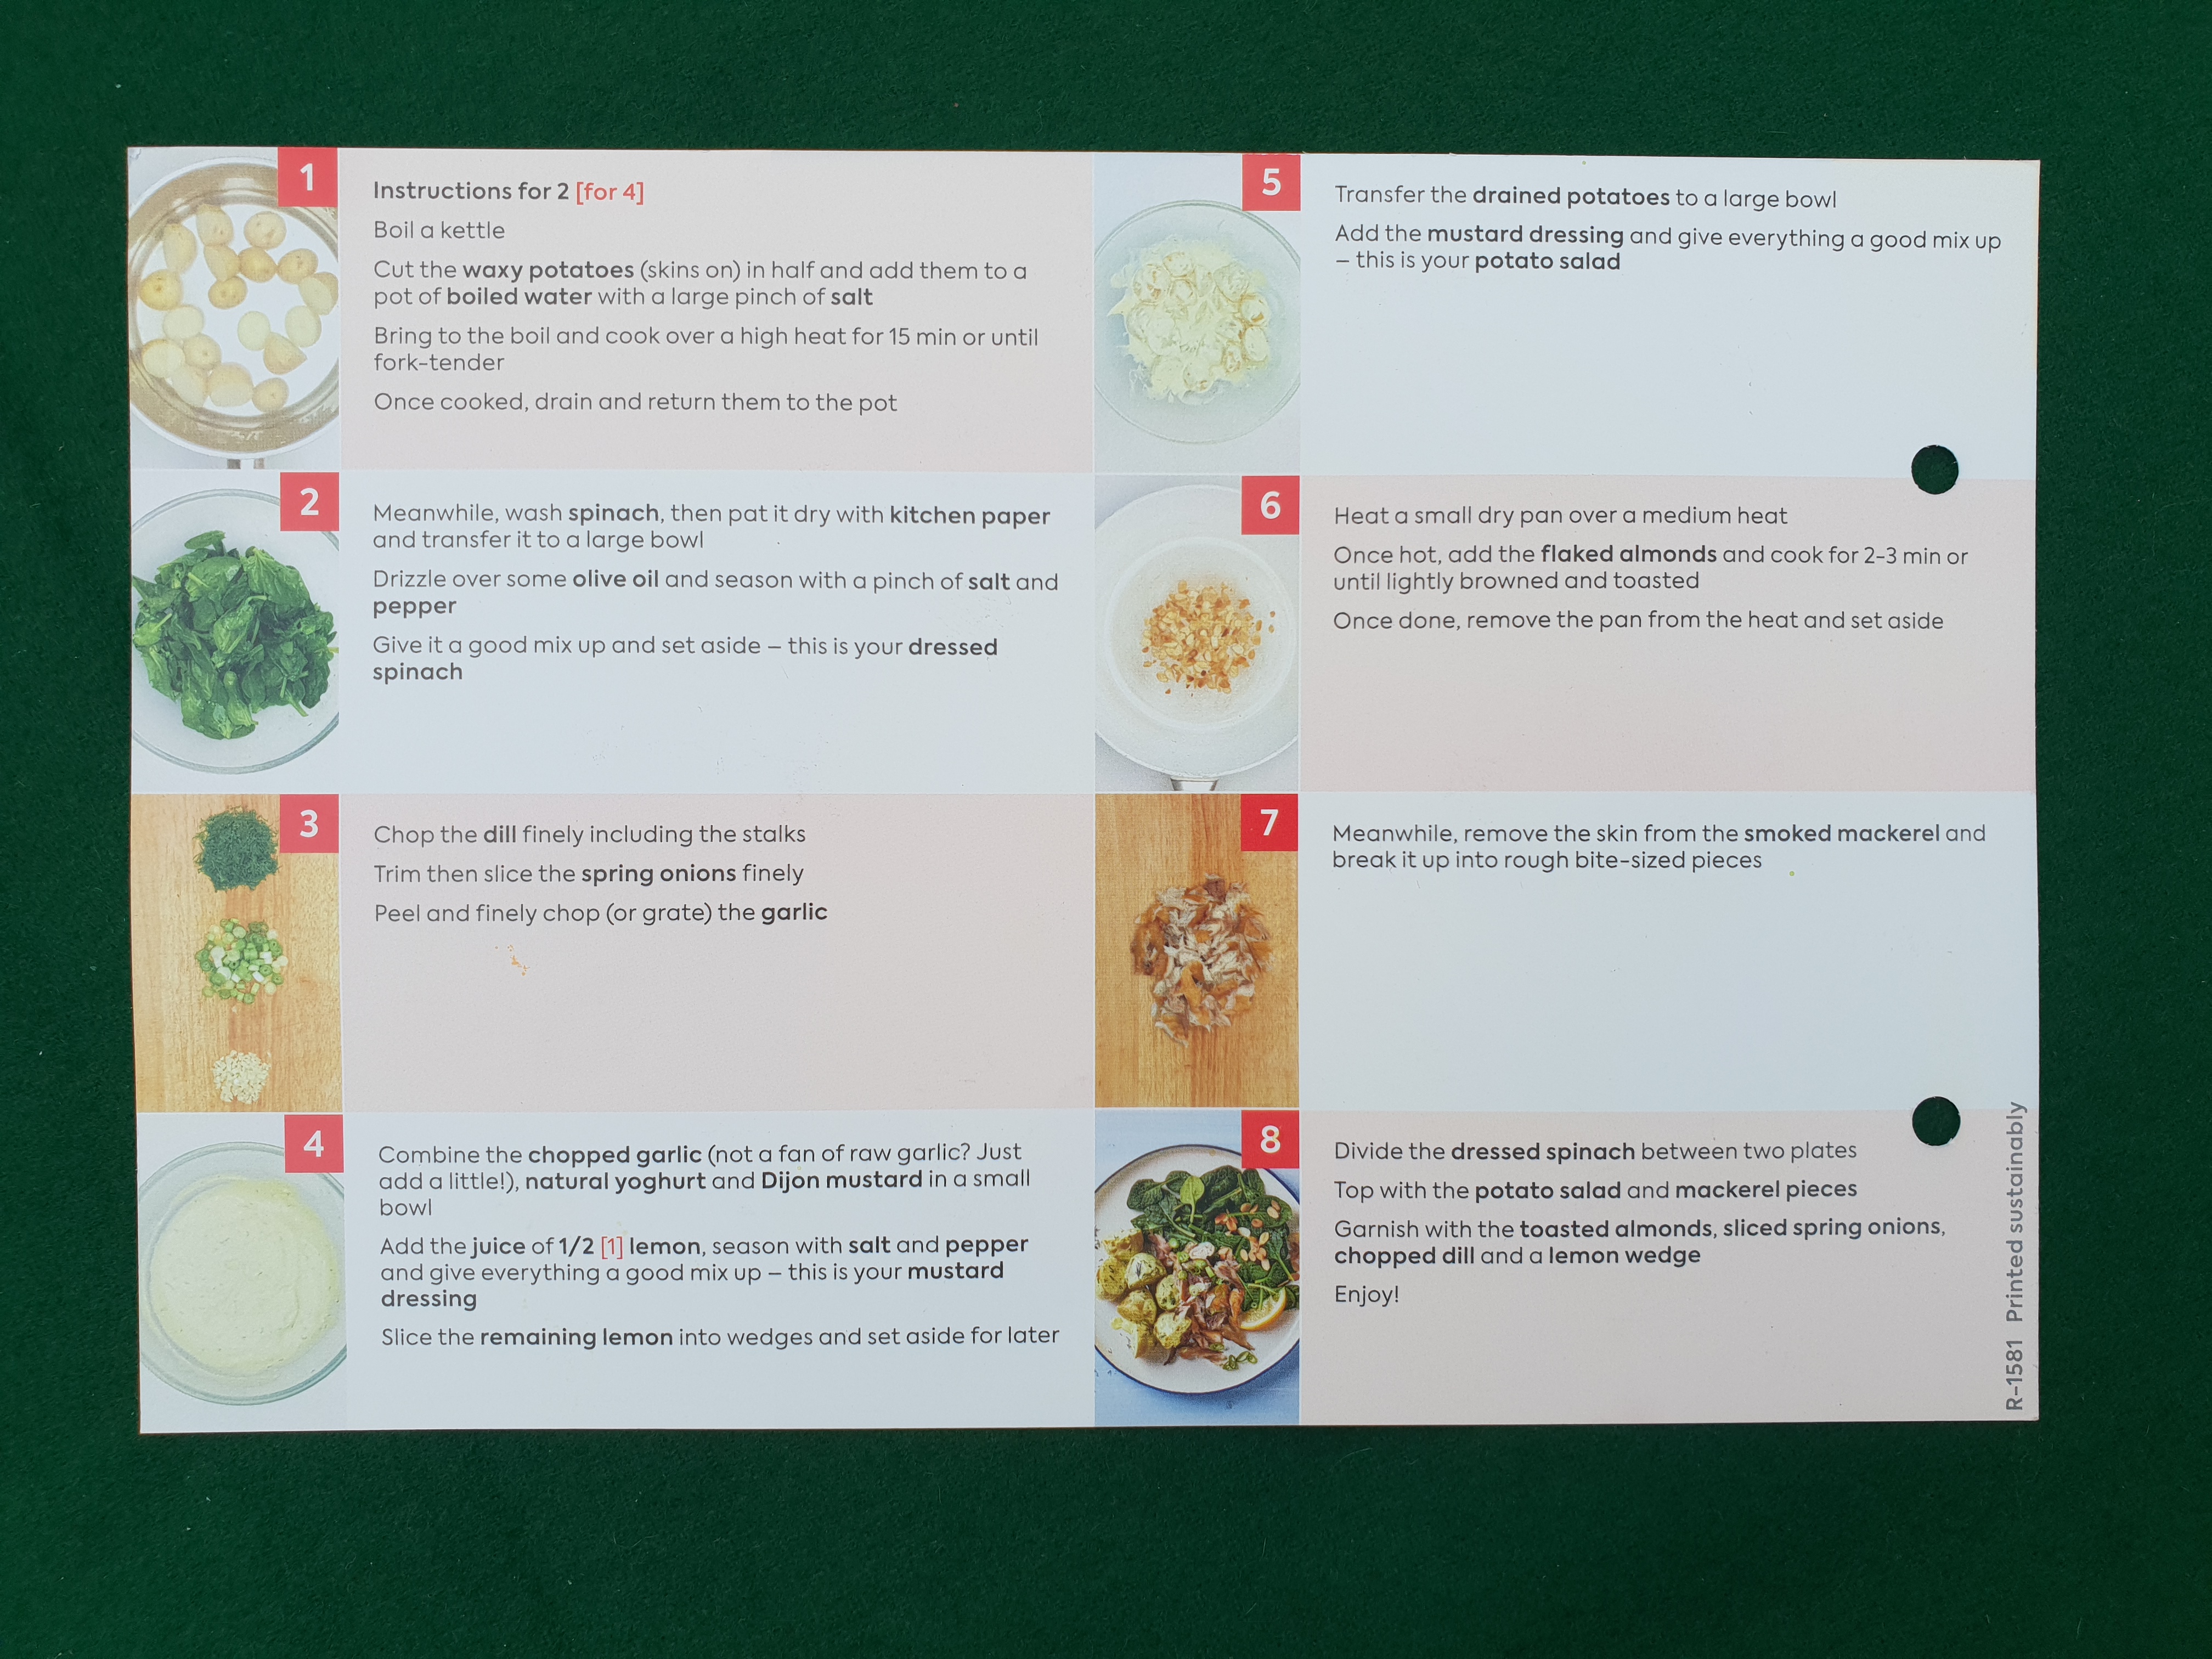 1
Instructions for 2 [for 4]
Boil a kettle
Cut the waxy potatoes (skins on) in half and add them to a
pot of boiled water with a large pinch of salt
Bring to the boil and cook over a high heat for 15 min or until
fork-tender
Once cooked, drain and return them to the pot
2
Meanwhile, wash spinach, then pat it dry with kitchen paper
and transfer it to a large bowl
Drizzle over some olive oil and season with a pinch of salt and
pepper
Give it a good mix up and set aside – this is your dressed
spinach
3
Chop the dill finely including the stalks
Trim then slice the spring onions finely
Peel and finely chop (or grate) the garlic
4
Combine the chopped garlic (not a fan of raw garlic? Just
add a little!), natural yoghurt and Dijon mustard in a small
bowl
Add the juice of 1/2 [1] lemon, season with salt and pepper
and give everything a good mix up – this is your mustard
dressing
Slice the remaining lemon into wedges and set aside for later
5
Transfer the drained potatoes to a large bowl
Add the mustard dressing and give everything a good mix up
– this is your potato salad
6
Heat a small dry pan over a medium heat
Once hot, add the flaked almonds and cook for 2-3 min or
until lightly browned and toasted
Once done, remove the pan from the heat and set aside
7
Meanwhile, remove the skin from the smoked mackerel and
break it up into rough bite-sized pieces
8
Divide the dressed spinach between two plates
Top with the potato salad and mackerel pieces
Garnish with the toasted almonds, sliced spring onions,
chopped dill and a lemon wedge
Enjoy!
R-1581 Printed sustainably